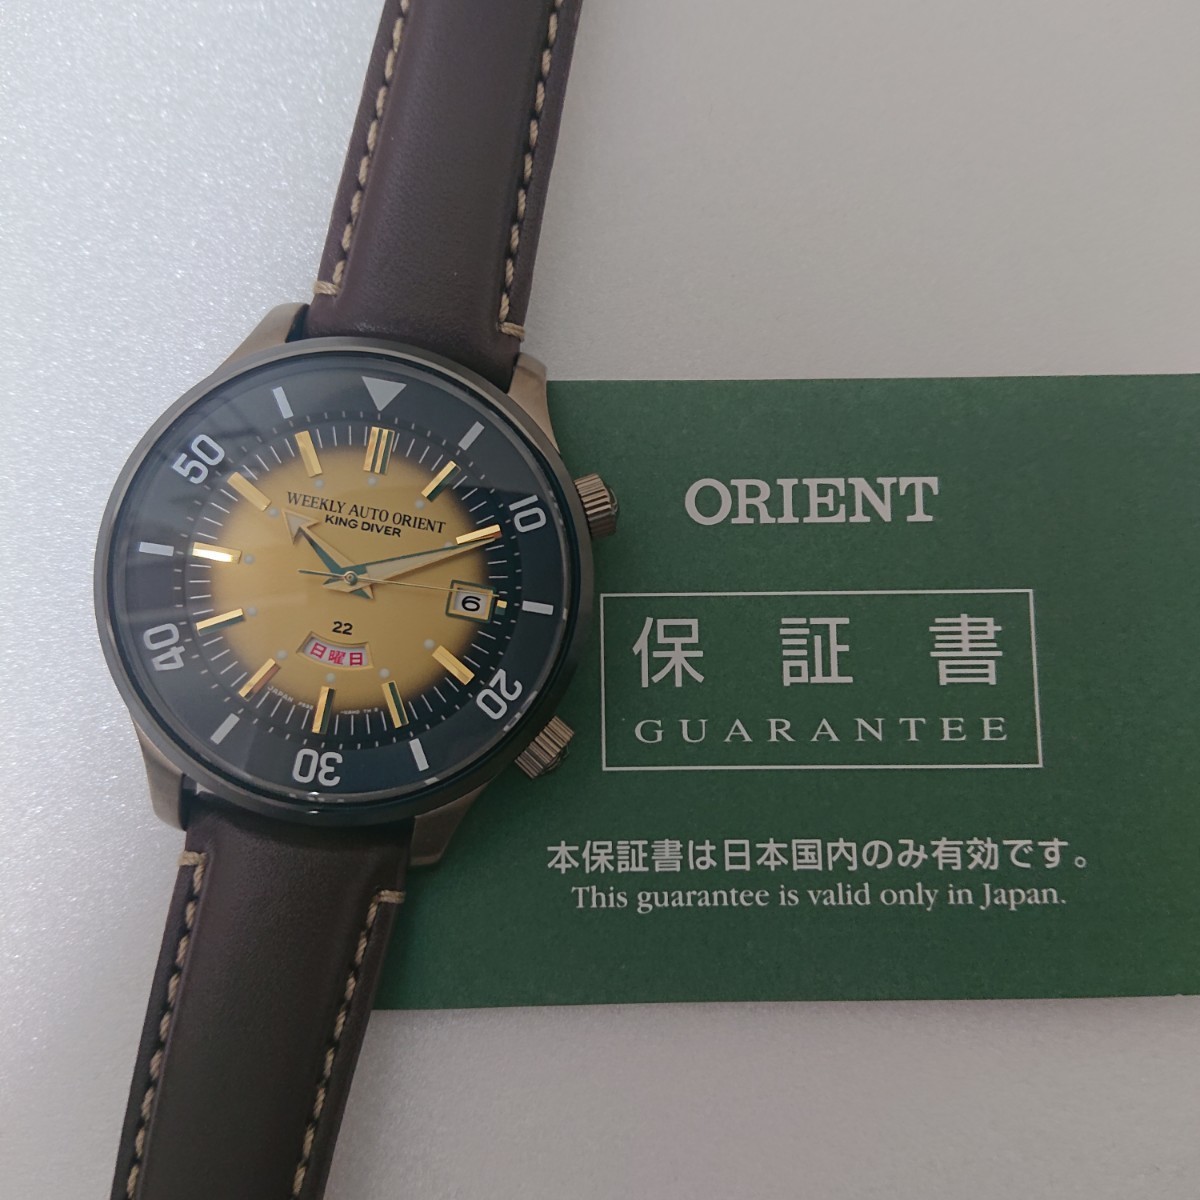 WEEKLY AUTO ORIENT
KING DIVER
10
20
30
40
50
6
22
日曜日
JAPAN
ORIENT
保証書
GUARANTEE
本保証書は日本国内のみ有効です。
This guarantee is valid only in Japan.